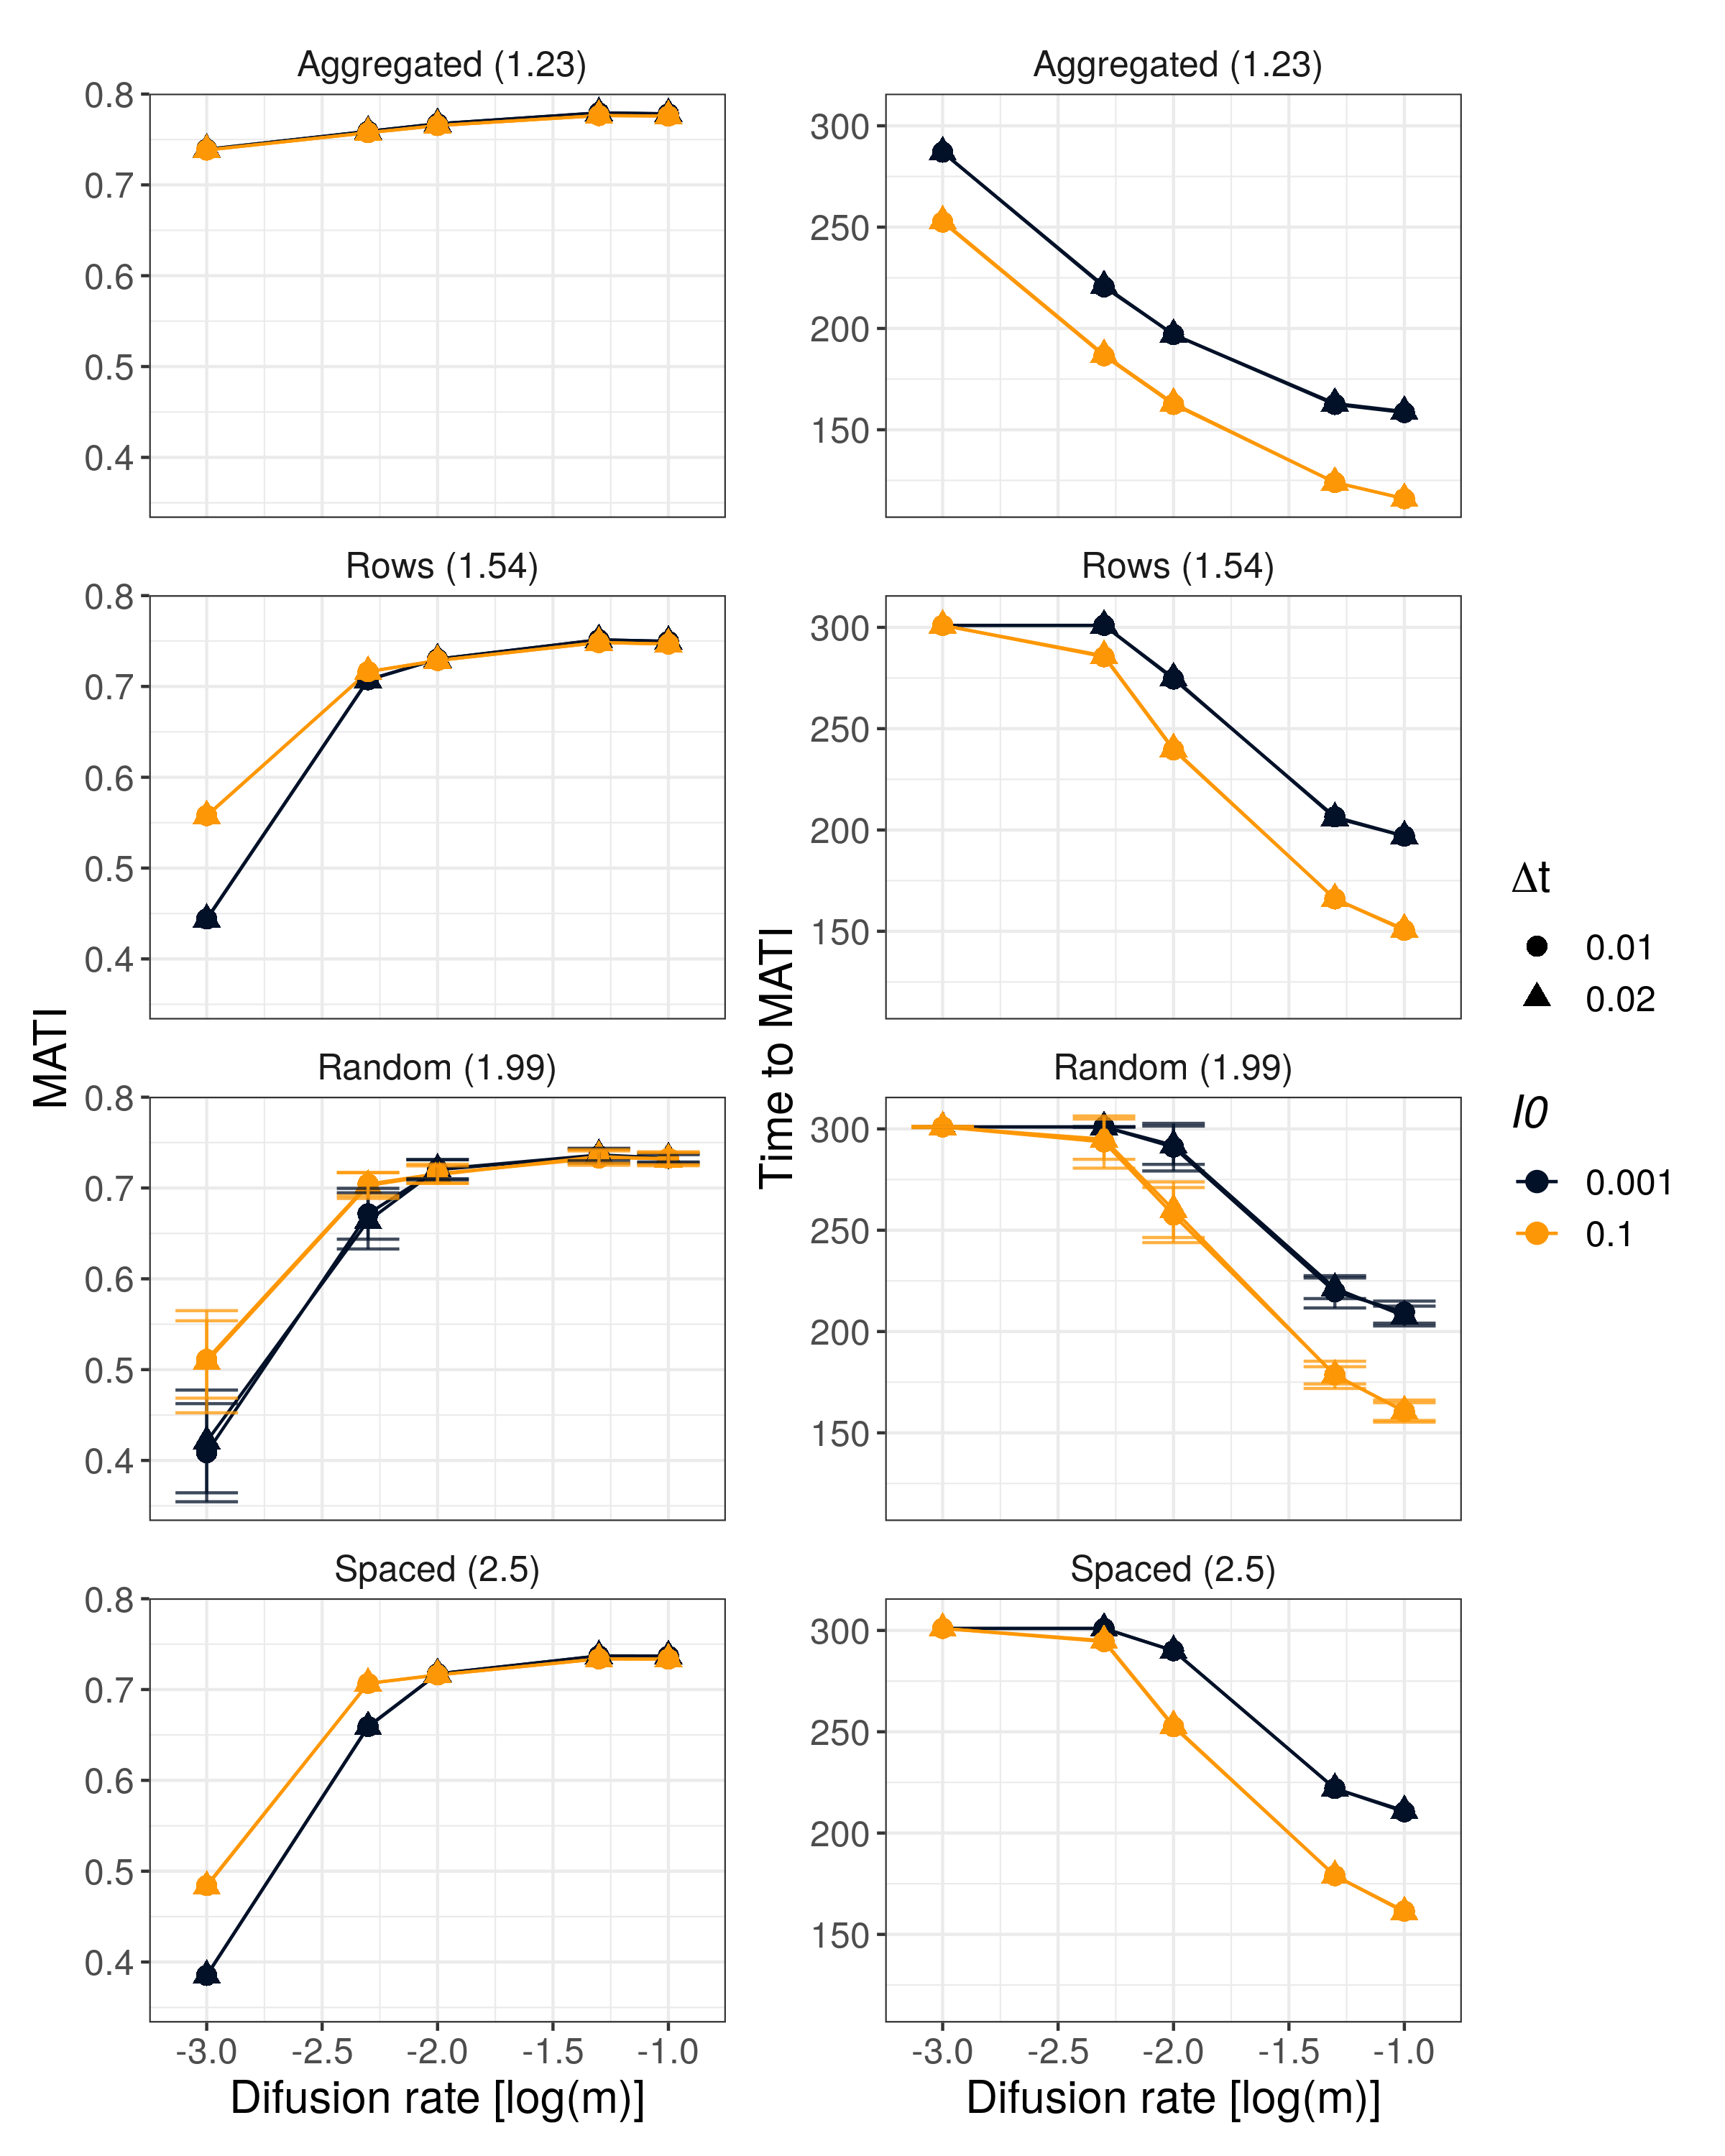 Aggregated (1.23)
Aggregated (1.23)
0.8
0.7
0.6
0.5
0.4
300
250
200
150
Rows (1.54)
Rows (1.54)
0.8
0.7
0.6
0.5
0.4
300
250
200
150
Random (1.99)
Random (1.99)
0.8
0.7
0.6
0.5
0.4
300
250
200
150
Spaced (2.5)
Spaced (2.5)
0.8
0.7
0.6
0.5
0.4
300
250
200
150
-3.0 -2.5 -2.0 -1.5 -1.0
-3.0 -2.5 -2.0 -1.5 -1.0
Difusion rate [log(m)]
Difusion rate [log(m)]
MATI
Time to MATI
Δt
0.01
0.02
I0
0.001
0.1